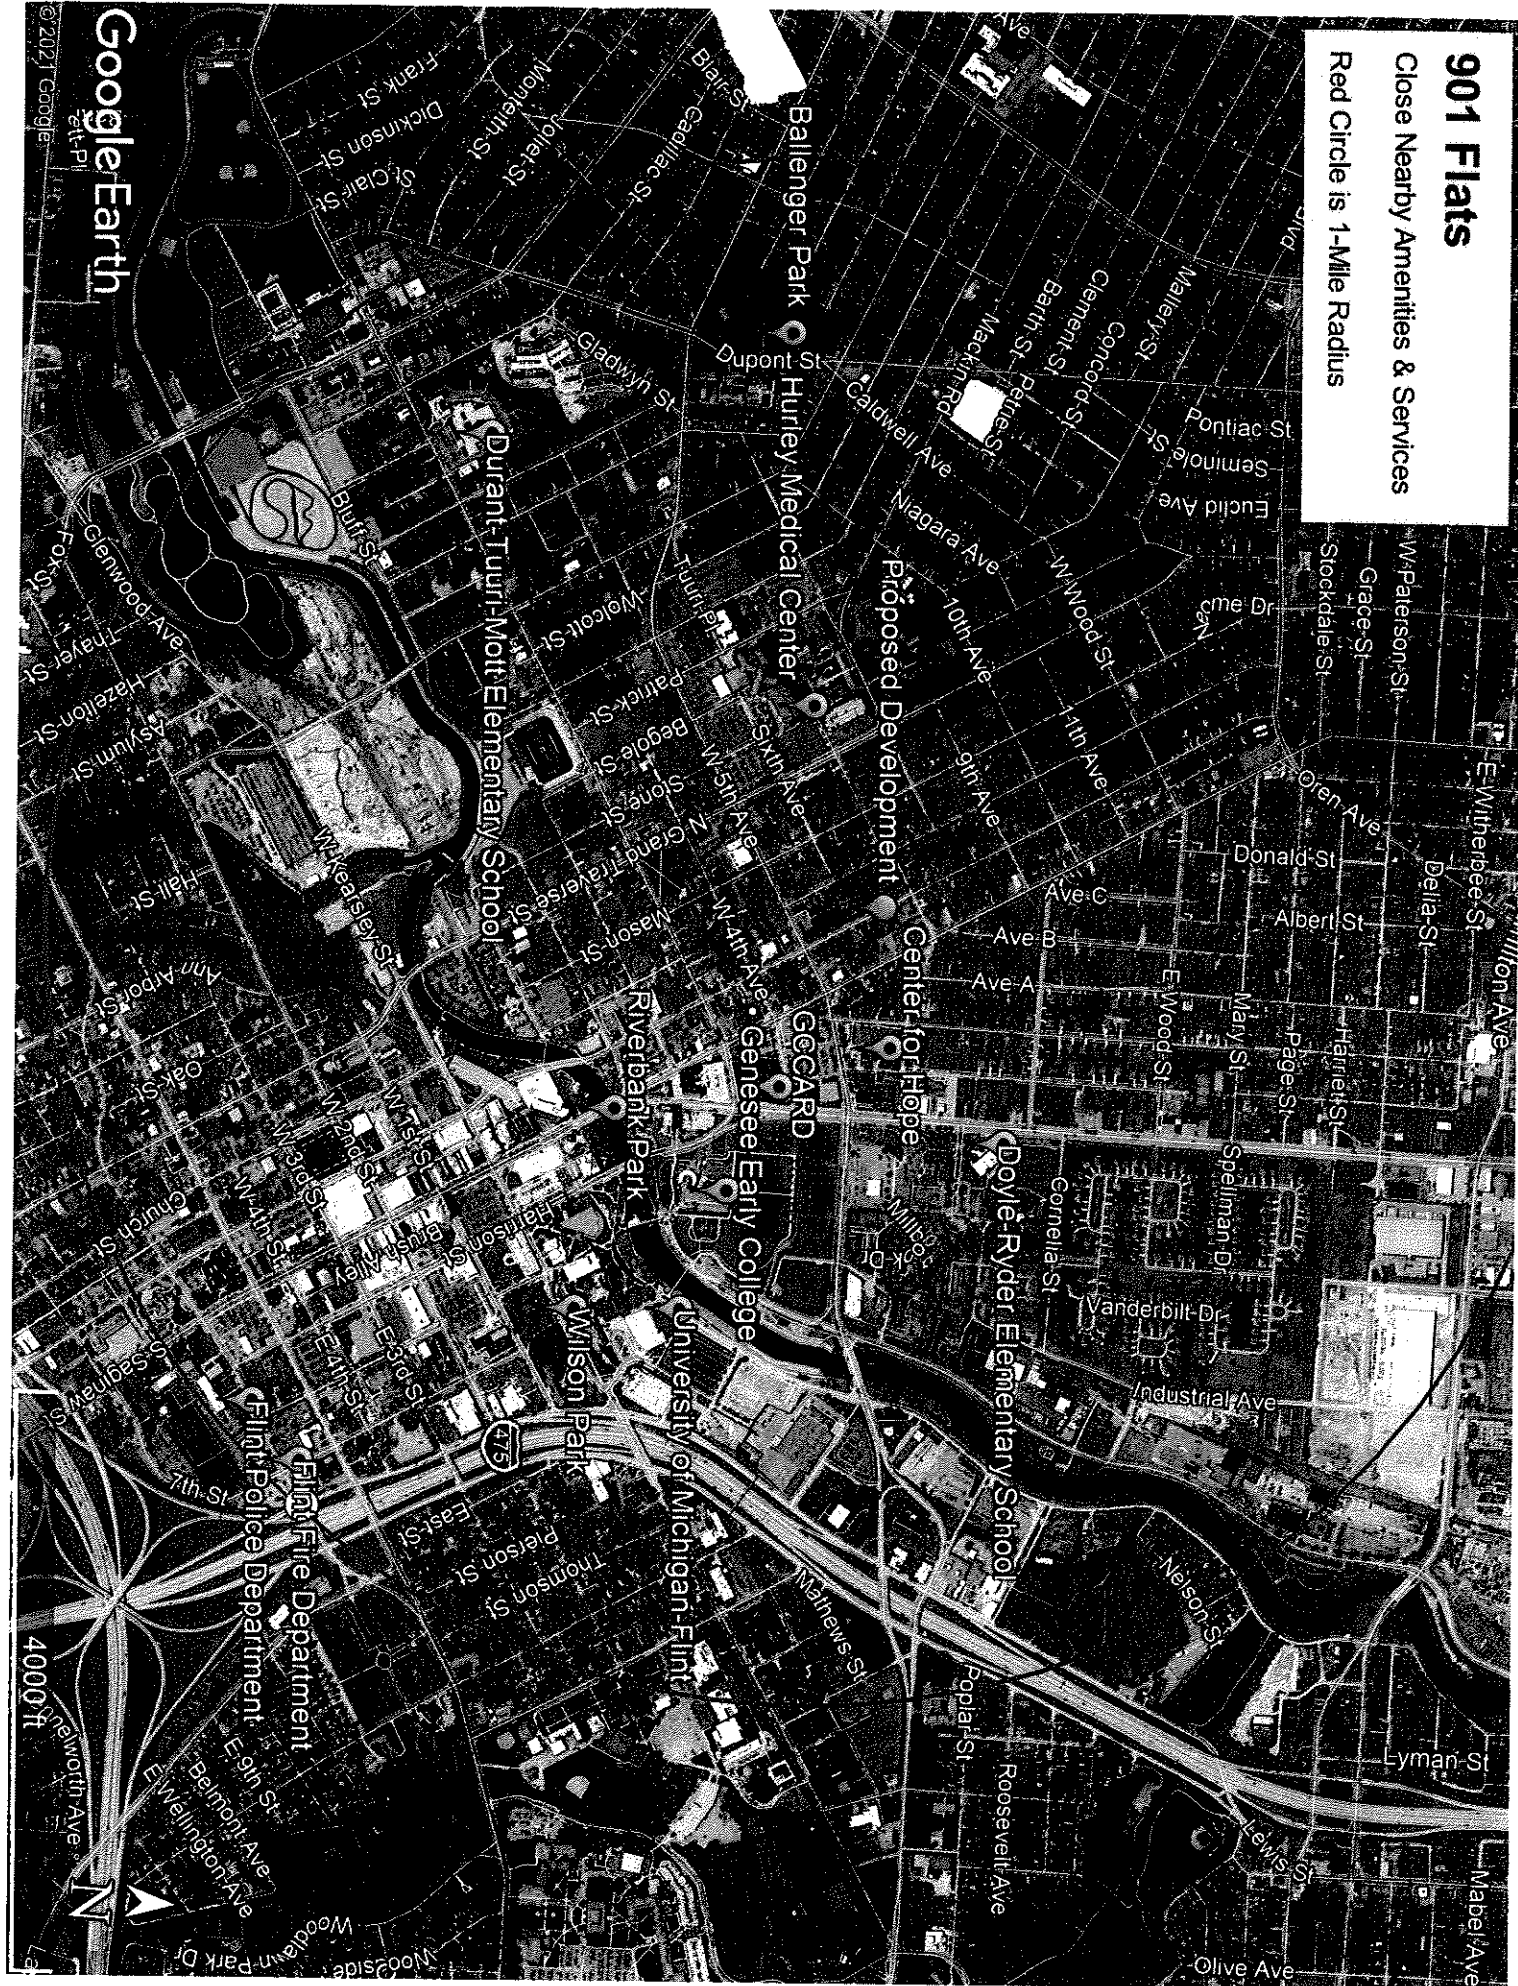 901 Flats
Close Nearby Amenities & Services
Red Circle is 1-Mile Radius
W Paterson St
Grace St
Stockdale St
E Witherbee St
Mabel Ave
Lyman St
Lewis St
Olive Ave
Oren Ave
Della St
Donald St
Albert St
Harriet St
Page St
Mary St
E Wood St
Spellman Dr
Vanderbilt Dr
Industrial Ave
Cornelia St
Nelson St
Pontiac St
Seminole St
Euclid Ave
Mallery St
Concord St
Clement St
Barth St
Petrie St
Mackin Rd
W Wood St
11th Ave
10th Ave
9th Ave
Ave C
Ave B
Ave A
Niagara Ave
Caldwell Ave
Dupont St
Doyle-Ryder Elementary School
Poplar St
Roosevelt Ave
Proposed Development
Center for Hope
Ballenger Park
Hurley Medical Center
GCCARD
Genesee Early College
Mathews St
Blair St
Cadillac St
Joliet St
Monteith St
Dickinson St
Frank St
St Clair St
Gladwyn St
Tuuri Pl
Sixth Ave
W 5th Ave
W 4th Ave
Wolcott St
Patrick St
Begole St
Stone St
N Grand Traverse St
Mason St
Riverbank Park
University of Michigan-Flint
Wilson Park
Durant-Tuuri-Mott Elementary School
475
Thomson St
Pierson St
East St
Bluff St
W Kearsley St
W 1st St
W 2nd St
W 3rd St
W 4th St
Harrison St
Brush Alley
E 3rd St
E 4th St
Flint Fire Department
Flint Police Department
7th St
E 9th St
Belmont Ave
E Wellington Ave
Woodlawn Park Dr
Woodside
Glenwood Ave
Fox St
Thayer St
Hazelton St
Asylum St
Hall St
Ann Arbor St
Oak St
Church St
S Saginaw S
Google Earth
© 2021 Google
4000 ft
N